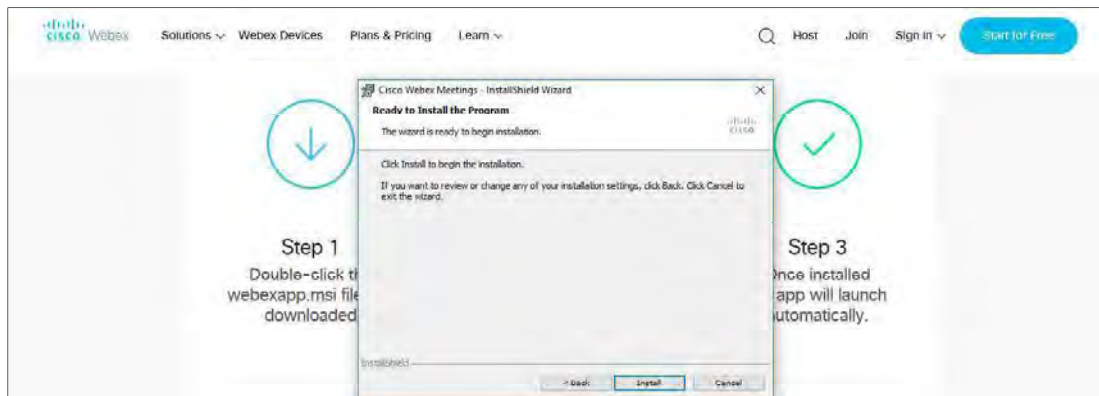 CISCO Webex Solutions Webex Devices Plans & Pricing Learn Host Join Sign in Start for Free
Cisco Webex Meetings - InstallShield Wizard
Ready to Install the Program
The wizard is ready to begin installation.
CISCO
Click Install to begin the installation.
If you want to review or change any of your installation settings, click Back. Click Cancel to
exit the wizard.
Step 1
Double-click th
webexapp.msi file
downloaded
InstallShield
< Back Install Cancel
Step 3
Once installed
app will launch
automatically.